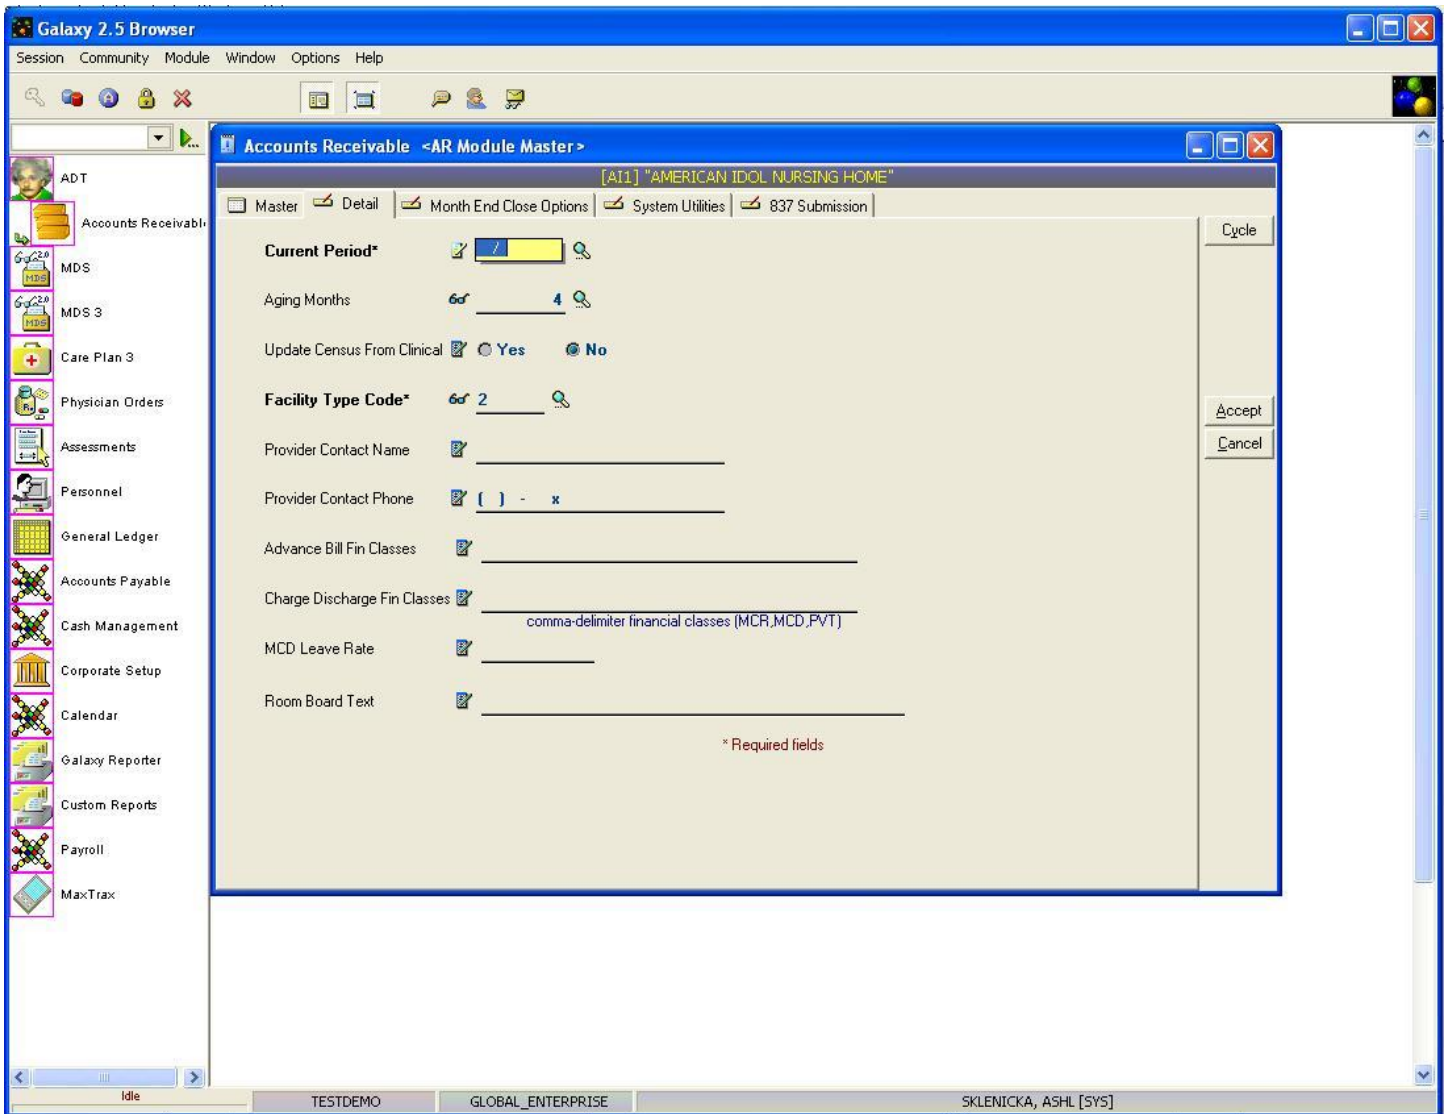 Galaxy 2.5 Browser
Session Community Module Window Options Help
Accounts Receivable <AR Module Master>
[AI1] "AMERICAN IDOL NURSING HOME"
Master Detail Month End Close Options System Utilities 837 Submission
Cycle
Current Period* /
Aging Months 4
Update Census From Clinical Yes No
Facility Type Code* 2
Accept
Provider Contact Name
Cancel
Provider Contact Phone ( ) - x
Advance Bill Fin Classes
Charge Discharge Fin Classes
comma-delimiter financial classes (MCR,MCD,PVT)
MCD Leave Rate
Room Board Text
* Required fields
ADT
Accounts Receivabl
MDS
MDS 3
Care Plan 3
Physician Orders
Assessments
Personnel
General Ledger
Accounts Payable
Cash Management
Corporate Setup
Calendar
Galaxy Reporter
Custom Reports
Payroll
MaxTrax
Idle TESTDEMO GLOBAL_ENTERPRISE SKLENICKA, ASHL [SYS]